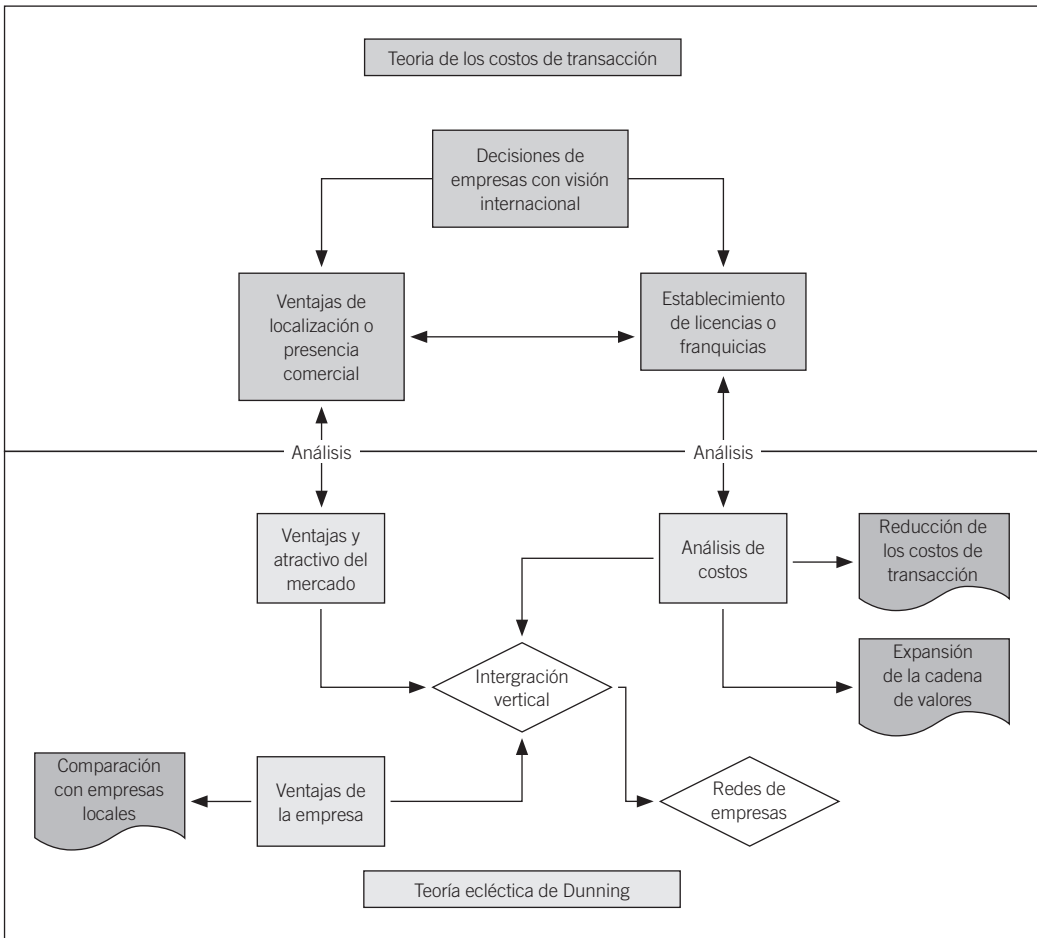 Teoria de los costos de transacción
Decisiones de
empresas con visión
internacional
Ventajas de
localización o
presencia
comercial
Establecimiento
de licencias o
franquicias
Análisis
Análisis
Ventajas y
atractivo del
mercado
Análisis de
costos
Reducción de
los costos de
transacción
Intergración
vertical
Expansión
de la cadena
de valores
Comparación
con empresas
locales
Ventajas de
la empresa
Redes de
empresas
Teoría ecléctica de Dunning